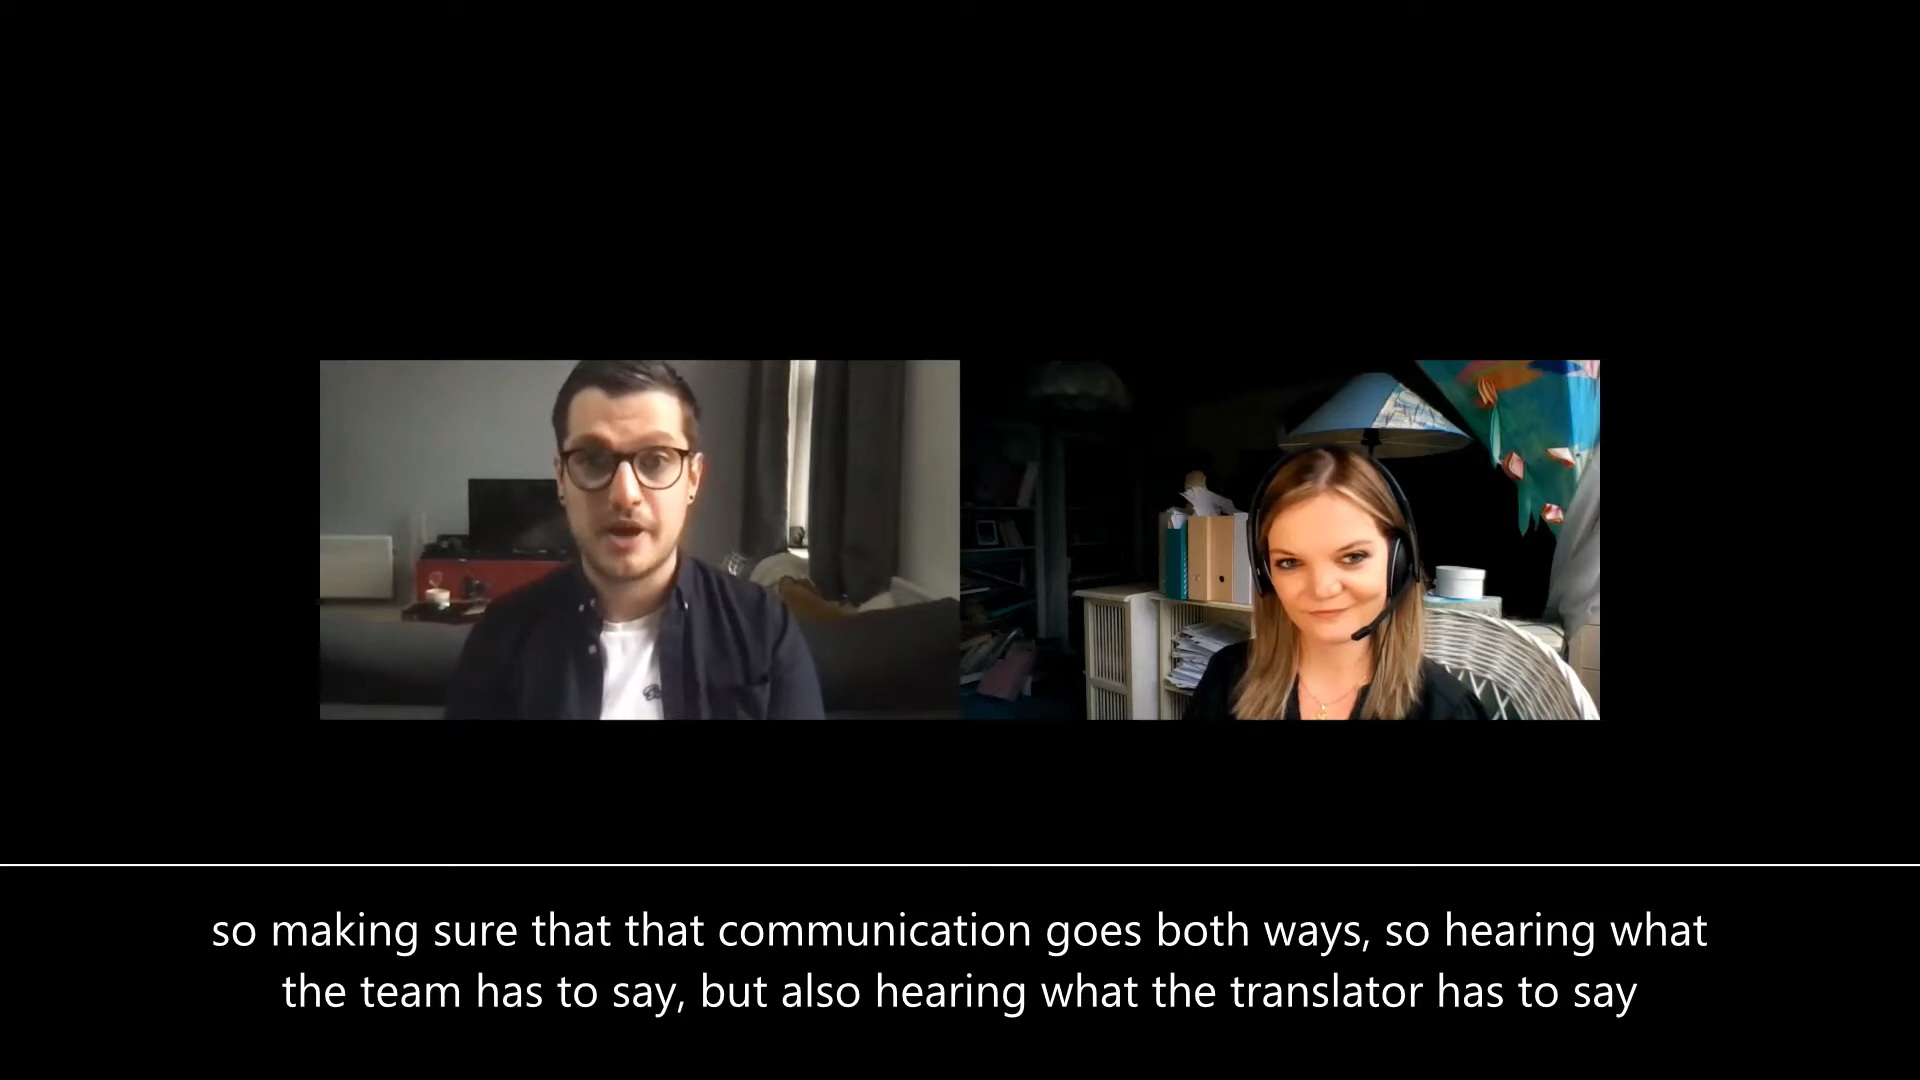 so making sure that that communication goes both ways, so hearing what
the team has to say, but also hearing what the translator has to say